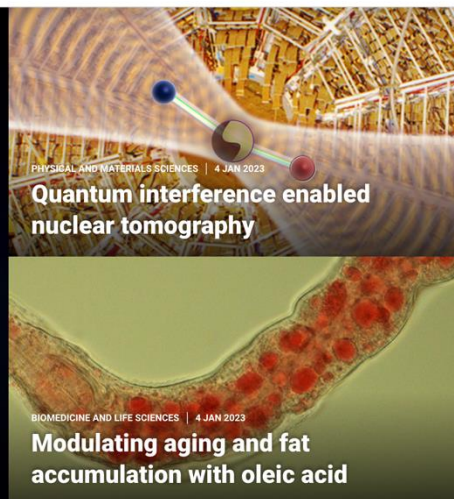 PHYSICAL AND MATERIALS SCIENCES | 4 JAN 2023
Quantum interference enabled
nuclear tomography
BIOMEDICINE AND LIFE SCIENCES | 4 JAN 2023
Modulating aging and fat
accumulation with oleic acid